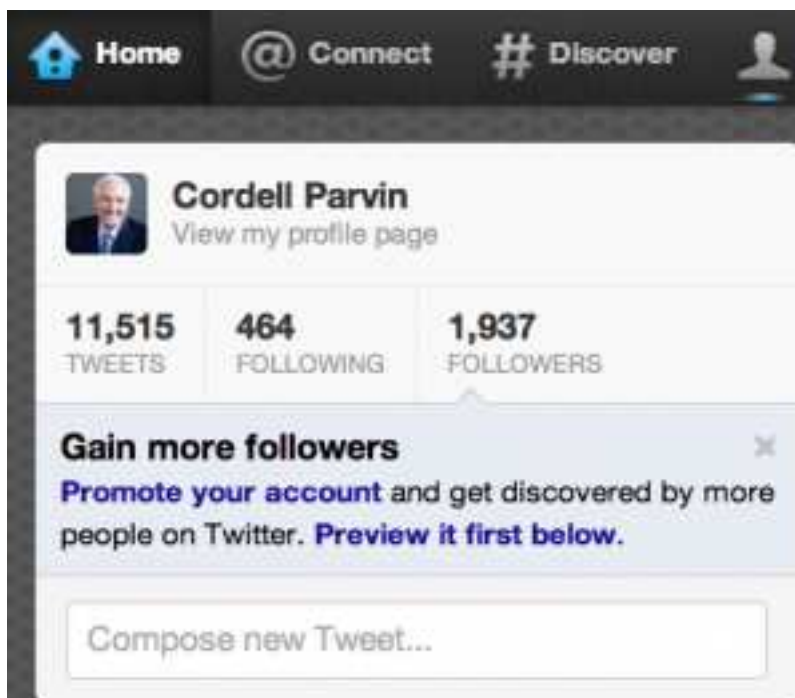 Home @ Connect # Discover
Cordell Parvin
View my profile page
11,515 464 1,937
TWEETS FOLLOWING FOLLOWERS
Gain more followers ×
Promote your account and get discovered by more
people on Twitter. Preview it first below.
Compose new Tweet...